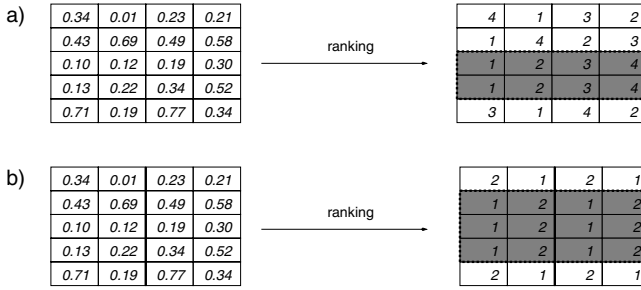 a)
0.34 0.01 0.23 0.21
0.43 0.69 0.49 0.58
0.10 0.12 0.19 0.30
0.13 0.22 0.34 0.52
0.71 0.19 0.77 0.34
ranking
4 1 3 2
1 4 2 3
1 2 3 4
1 2 3 4
3 1 4 2
b)
0.34 0.01 0.23 0.21
0.43 0.69 0.49 0.58
0.10 0.12 0.19 0.30
0.13 0.22 0.34 0.52
0.71 0.19 0.77 0.34
ranking
2 1 2 1
1 2 1 2
1 2 1 2
1 2 1 2
2 1 2 1